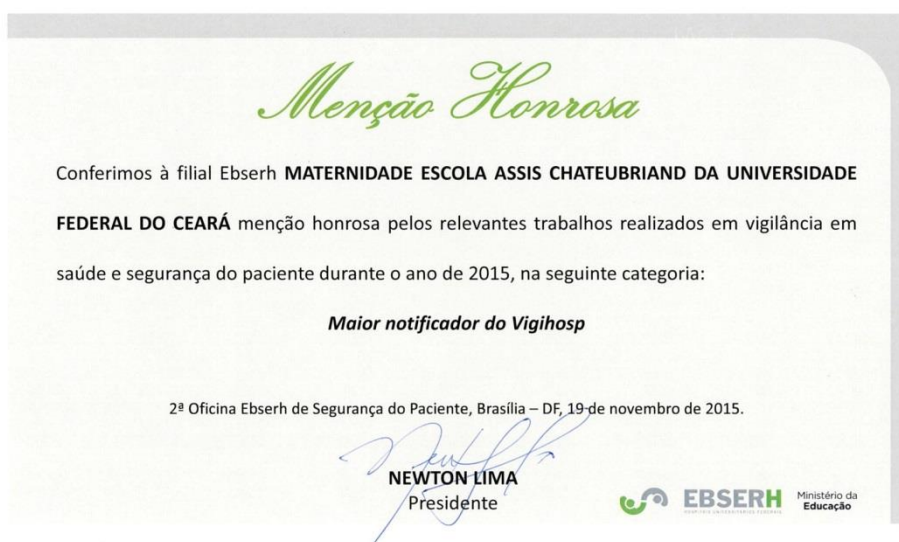 Menção Honrosa
Conferimos à filial Ebserh MATERNIDADE ESCOLA ASSIS CHATEUBRIAND DA UNIVERSIDADE
FEDERAL DO CEARÁ menção honrosa pelos relevantes trabalhos realizados em vigilância em
saúde e segurança do paciente durante o ano de 2015, na seguinte categoria:
Maior notificador do Vigihosp
2ª Oficina Ebserh de Segurança do Paciente, Brasília – DF, 19 de novembro de 2015.
NEWTON LIMA
Presidente
EBSERH
HOSPITAIS UNIVERSITÁRIOS FEDERAIS
Ministério da
Educação